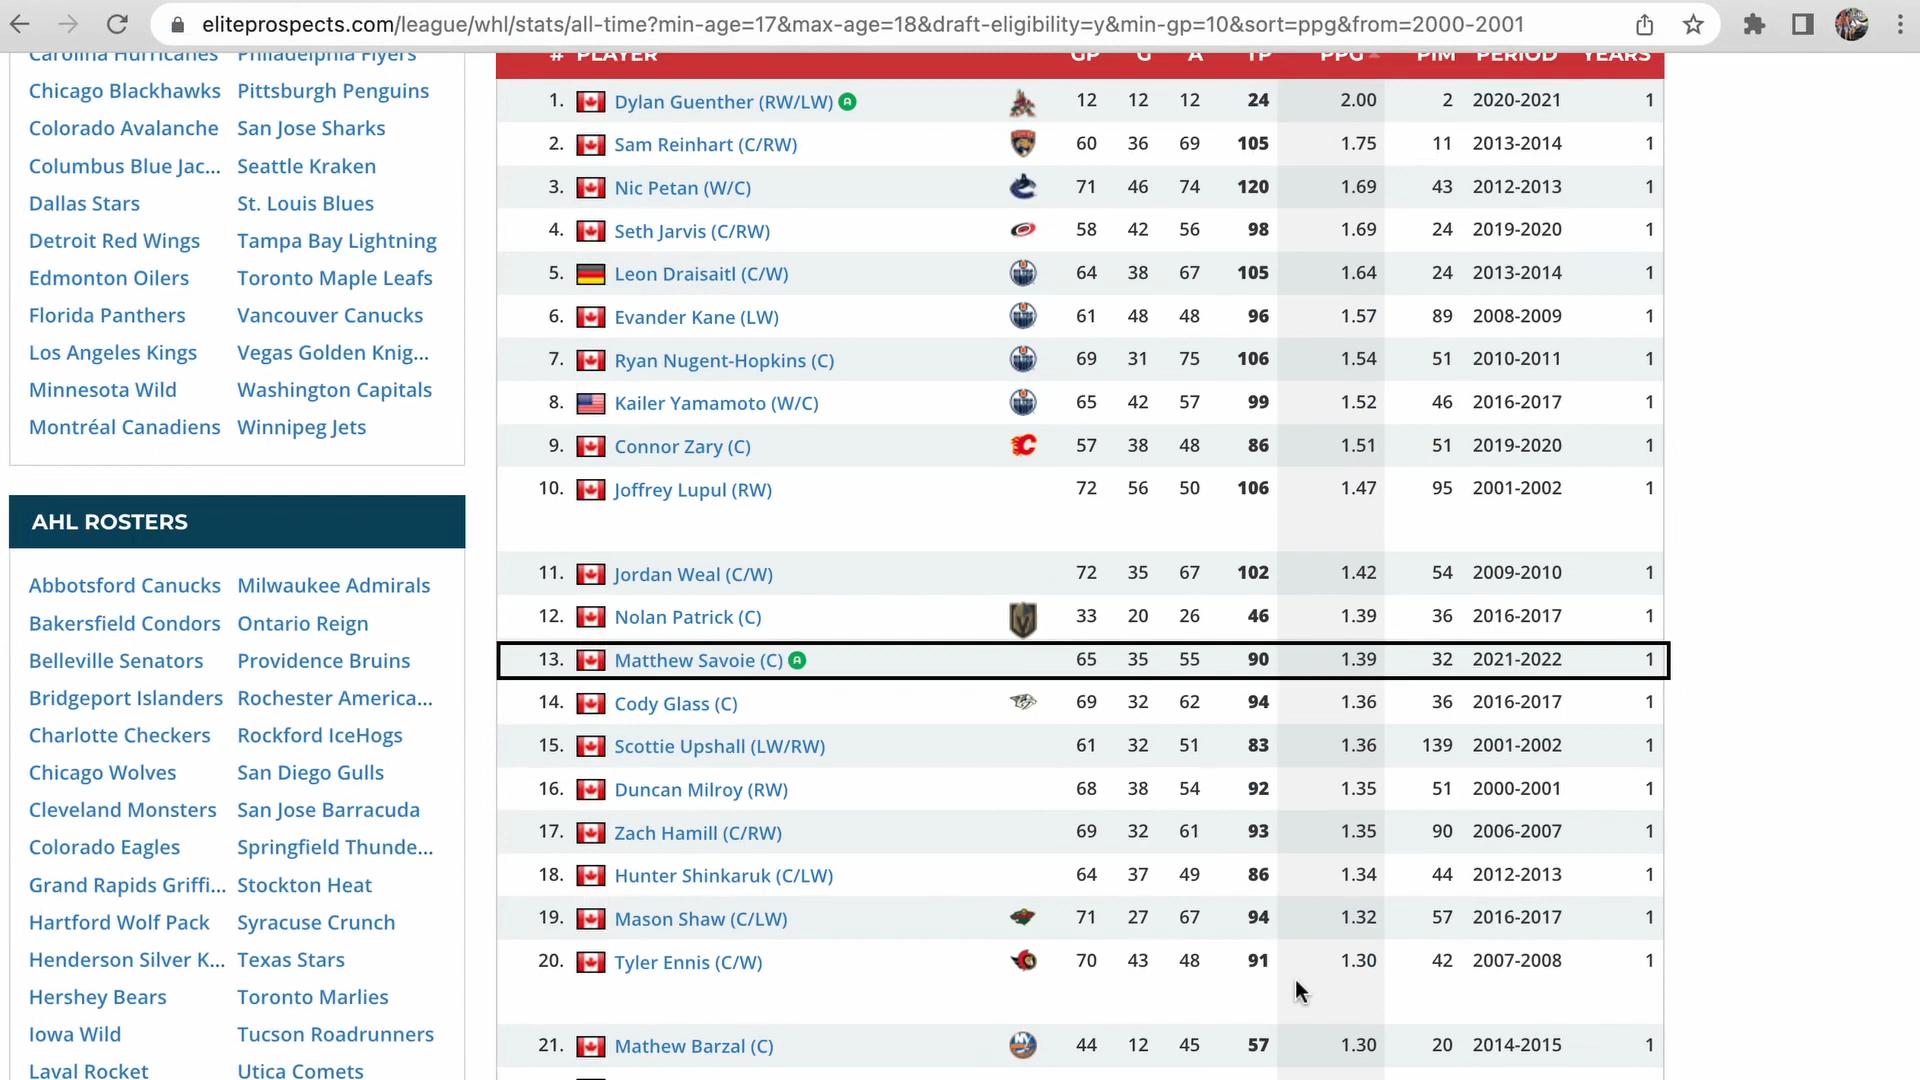 eliteprospects.com/league/whl/stats/all-time?min-age=17&max-age=18&draft-eligibility=y&min-gp=10&sort=ppg&from=2000-2001
Carolina Hurricanes Philadelphia Flyers
Chicago Blackhawks Pittsburgh Penguins
Colorado Avalanche San Jose Sharks
Columbus Blue Jac... Seattle Kraken
Dallas Stars St. Louis Blues
Detroit Red Wings Tampa Bay Lightning
Edmonton Oilers Toronto Maple Leafs
Florida Panthers Vancouver Canucks
Los Angeles Kings Vegas Golden Knig...
Minnesota Wild Washington Capitals
Montréal Canadiens Winnipeg Jets
AHL ROSTERS
Abbotsford Canucks Milwaukee Admirals
Bakersfield Condors Ontario Reign
Belleville Senators Providence Bruins
Bridgeport Islanders Rochester America...
Charlotte Checkers Rockford IceHogs
Chicago Wolves San Diego Gulls
Cleveland Monsters San Jose Barracuda
Colorado Eagles Springfield Thunde...
Grand Rapids Griffi... Stockton Heat
Hartford Wolf Pack Syracuse Crunch
Henderson Silver K... Texas Stars
Hershey Bears Toronto Marlies
Iowa Wild Tucson Roadrunners
Laval Rocket Utica Comets
# PLAYER GP G A TP PPG PIM PERIOD YEARS
1. Dylan Guenther (RW/LW) A 12 12 12 24 2.00 2 2020-2021 1
2. Sam Reinhart (C/RW) 60 36 69 105 1.75 11 2013-2014 1
3. Nic Petan (W/C) 71 46 74 120 1.69 43 2012-2013 1
4. Seth Jarvis (C/RW) 58 42 56 98 1.69 24 2019-2020 1
5. Leon Draisaitl (C/W) 64 38 67 105 1.64 24 2013-2014 1
6. Evander Kane (LW) 61 48 48 96 1.57 89 2008-2009 1
7. Ryan Nugent-Hopkins (C) 69 31 75 106 1.54 51 2010-2011 1
8. Kailer Yamamoto (W/C) 65 42 57 99 1.52 46 2016-2017 1
9. Connor Zary (C) 57 38 48 86 1.51 51 2019-2020 1
10. Joffrey Lupul (RW) 72 56 50 106 1.47 95 2001-2002 1
11. Jordan Weal (C/W) 72 35 67 102 1.42 54 2009-2010 1
12. Nolan Patrick (C) 33 20 26 46 1.39 36 2016-2017 1
13. Matthew Savoie (C) A 65 35 55 90 1.39 32 2021-2022 1
14. Cody Glass (C) 69 32 62 94 1.36 36 2016-2017 1
15. Scottie Upshall (LW/RW) 61 32 51 83 1.36 139 2001-2002 1
16. Duncan Milroy (RW) 68 38 54 92 1.35 51 2000-2001 1
17. Zach Hamill (C/RW) 69 32 61 93 1.35 90 2006-2007 1
18. Hunter Shinkaruk (C/LW) 64 37 49 86 1.34 44 2012-2013 1
19. Mason Shaw (C/LW) 71 27 67 94 1.32 57 2016-2017 1
20. Tyler Ennis (C/W) 70 43 48 91 1.30 42 2007-2008 1
21. Mathew Barzal (C) 44 12 45 57 1.30 20 2014-2015 1